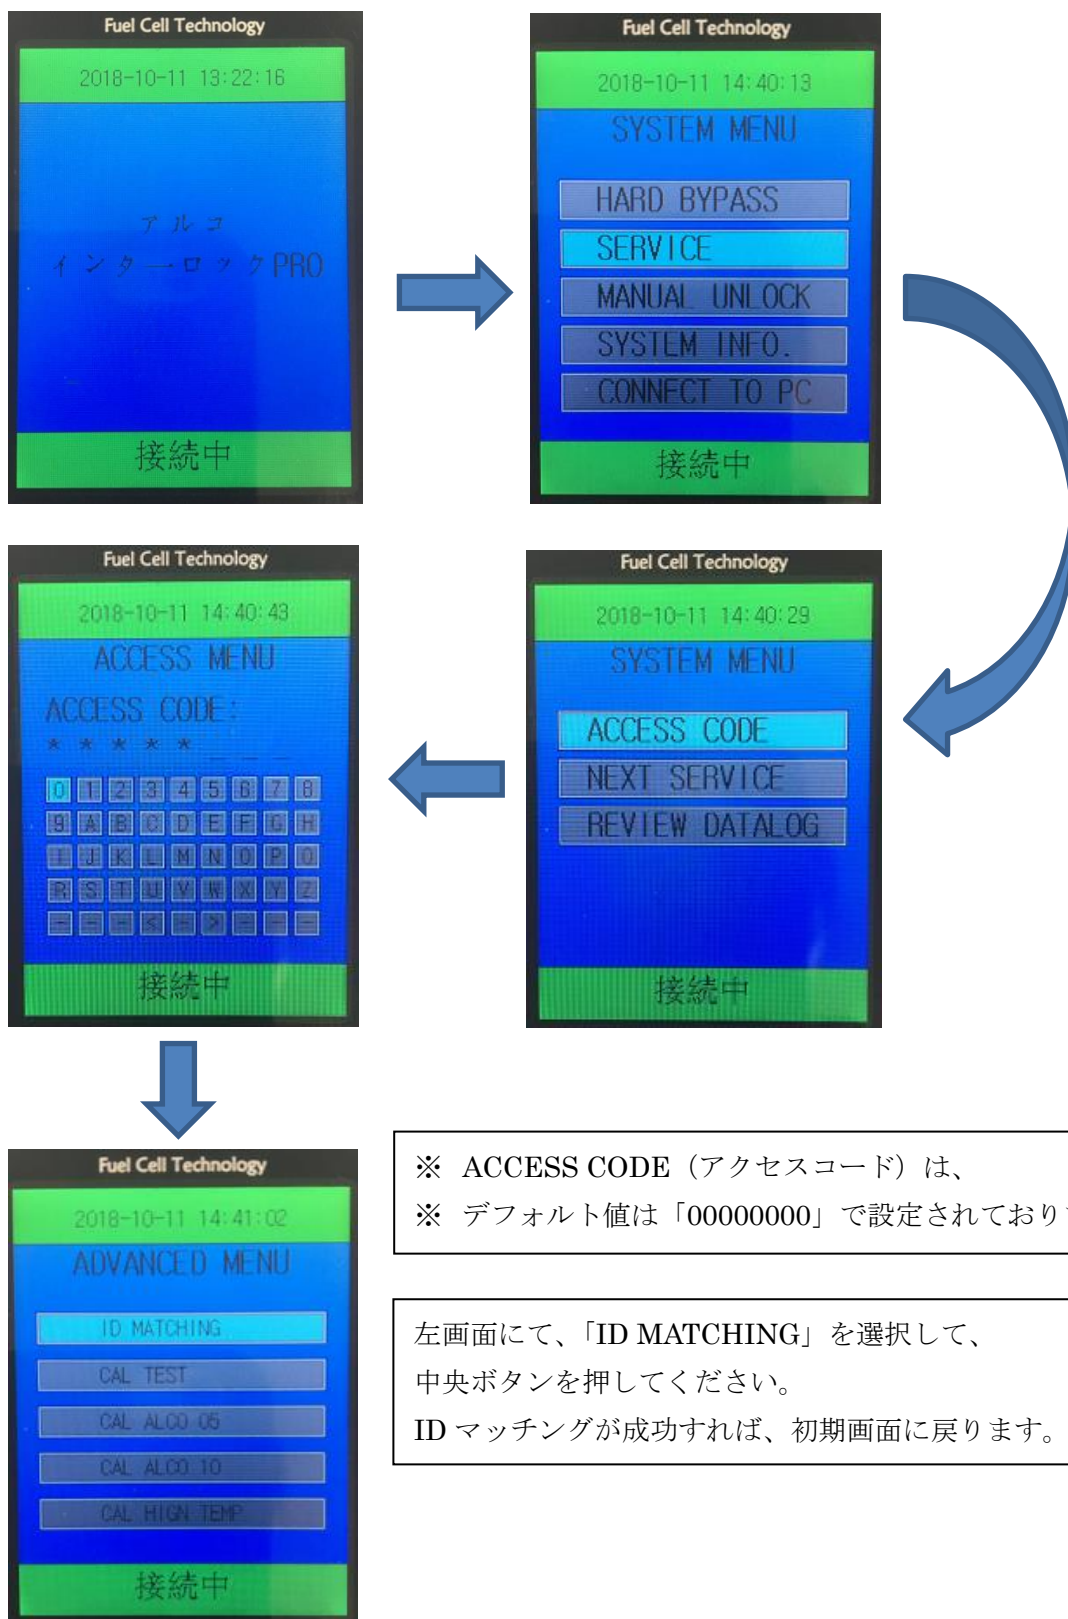 Fuel Cell Technology
2018-10-11 13:22:16
アルコ
インターロックPRO
接続中
Fuel Cell Technology
2018-10-11 14:40:13
SYSTEM MENU
HARD BYPASS
SERVICE
MANUAL UNLOCK
SYSTEM INFO.
CONNECT TO PC
接続中
Fuel Cell Technology
2018-10-11 14:40:29
SYSTEM MENU
ACCESS CODE
NEXT SERVICE
REVIEW DATALOG
接続中
Fuel Cell Technology
2018-10-11 14:40:43
ACCESS MENU
ACCESS CODE:
* * * * * _ _ _
0 1 2 3 4 5 6 7 8
9 A B C D E F G H
I J K L M N O P Q
R S T U V W X Y Z
- - - < - > - - -
接続中
Fuel Cell Technology
2018-10-11 14:41:02
ADVANCED MENU
ID MATCHING
CAL TEST
CAL ALCO 05
CAL ALCO 10
CAL HIGN TEMP
接続中
※ ACCESS CODE（アクセスコード）は、
※ デフォルト値は「00000000」で設定されており
左画面にて、「ID MATCHING」を選択して、
中央ボタンを押してください。
ID マッチングが成功すれば、初期画面に戻ります。